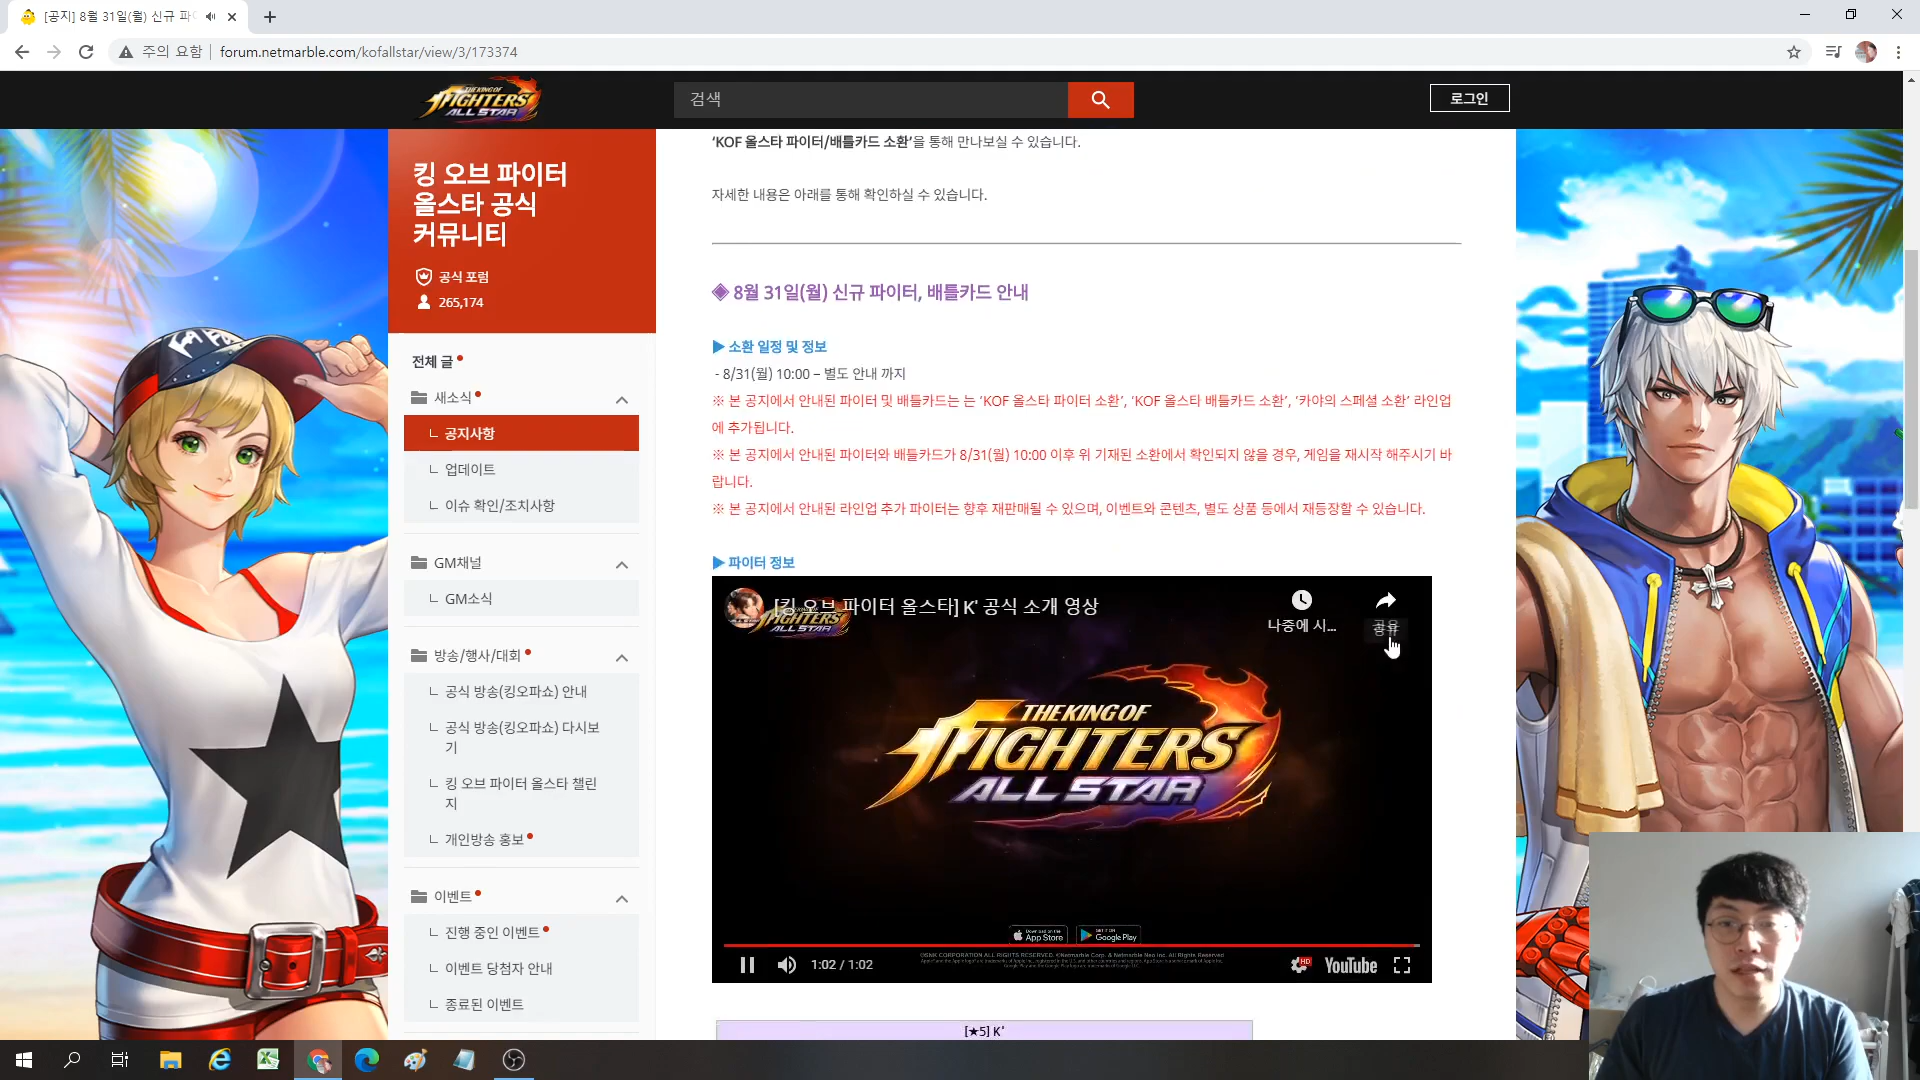 [공지] 8월 31일(월) 신규 파이
주의 요함
forum.netmarble.com/kofallstar/view/3/173374
THE KING OF
FIGHTERS
ALL STAR
검색
로그인
킹 오브 파이터
올스타 공식
커뮤니티
공식 포럼
265,174
전체 글
새소식
공지사항
업데이트
이슈 확인/조치사항
GM채널
GM소식
방송/행사/대회
공식 방송(킹오파쇼) 안내
공식 방송(킹오파쇼) 다시보
기
킹 오브 파이터 올스타 챌린
지
개인방송 홍보
이벤트
진행 중인 이벤트
이벤트 당첨자 안내
종료된 이벤트
‘KOF 올스타 파이터/배틀카드 소환’을 통해 만나보실 수 있습니다.
자세한 내용은 아래를 통해 확인하실 수 있습니다.
◈ 8월 31일(월) 신규 파이터, 배틀카드 안내
▶ 소환 일정 및 정보
- 8/31(월) 10:00 – 별도 안내 까지
※ 본 공지에서 안내된 파이터 및 배틀카드는 는 ‘KOF 올스타 파이터 소환’, ‘KOF 올스타 배틀카드 소환’, ‘카야의 스페셜 소환’ 라인업
에 추가됩니다.
※ 본 공지에서 안내된 파이터와 배틀카드가 8/31(월) 10:00 이후 위 기재된 소환에서 확인되지 않을 경우, 게임을 재시작 해주시기 바
랍니다.
※ 본 공지에서 안내된 라인업 추가 파이터는 향후 재판매될 수 있으며, 이벤트와 콘텐츠, 별도 상품 등에서 재등장할 수 있습니다.
▶ 파이터 정보
[킹 오브 파이터 올스타] K' 공식 소개 영상
FIGHTERS
ALL STAR
나중에 시...
공유
THE KING OF
FIGHTERS
ALL STAR
Download on the
App Store
GET IT ON
Google Play
1:02 / 1:02
HD
YouTube
[★5] K'